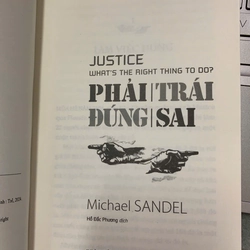 JUSTICE
WHAT'S THE RIGHT THING TO DO?
PHẢI TRÁI
ĐÚNG SAI
Michael SANDEL
Hồ Đắc Phương dịch